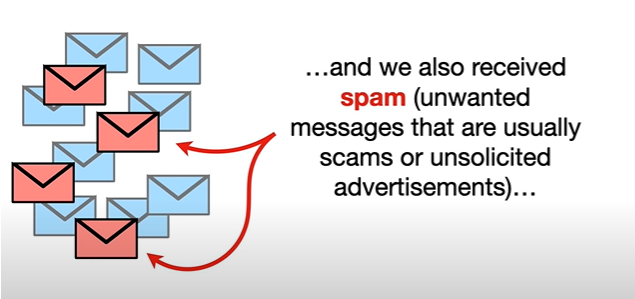 …and we also received
spam (unwanted
messages that are usually
scams or unsolicited
advertisements)…